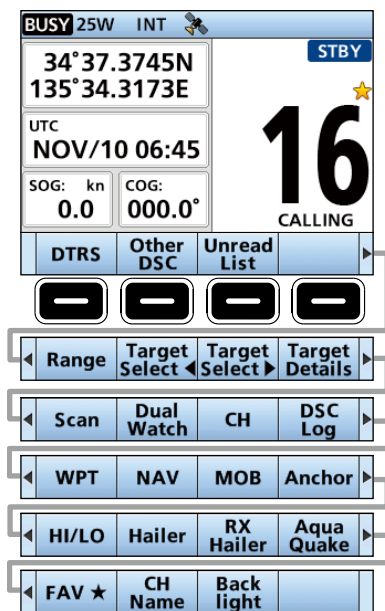 BUSY 25W INT
STBY
34°37.3745N
135°34.3173E
UTC
NOV/10 06:45
SOG: kn COG:
0.0 000.0°
16
CALLING
DTRS Other DSC Unread List
Range Target Select ◀ Target Select ▶ Target Details
Scan Dual Watch CH DSC Log
WPT NAV MOB Anchor
HI/LO Hailer RX Hailer Aqua Quake
FAV ★ CH Name Back light